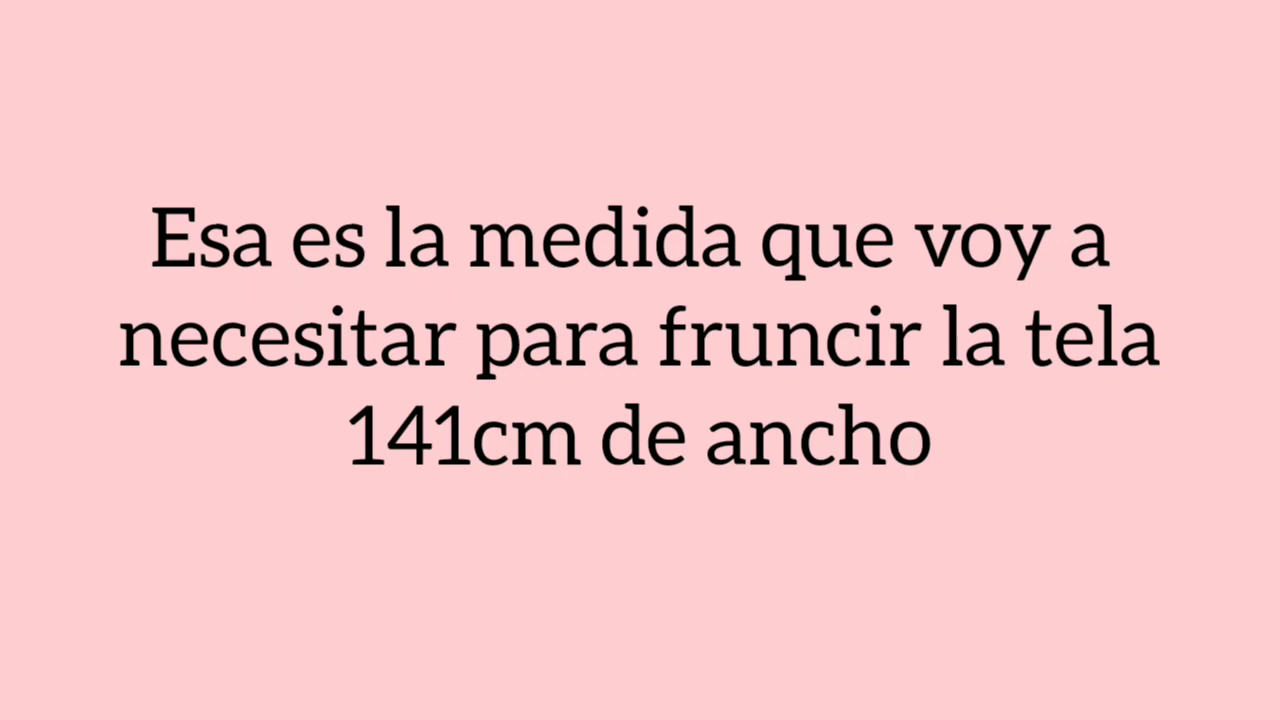 Esa es la medida que voy a
necesitar para fruncir la tela
141cm de ancho